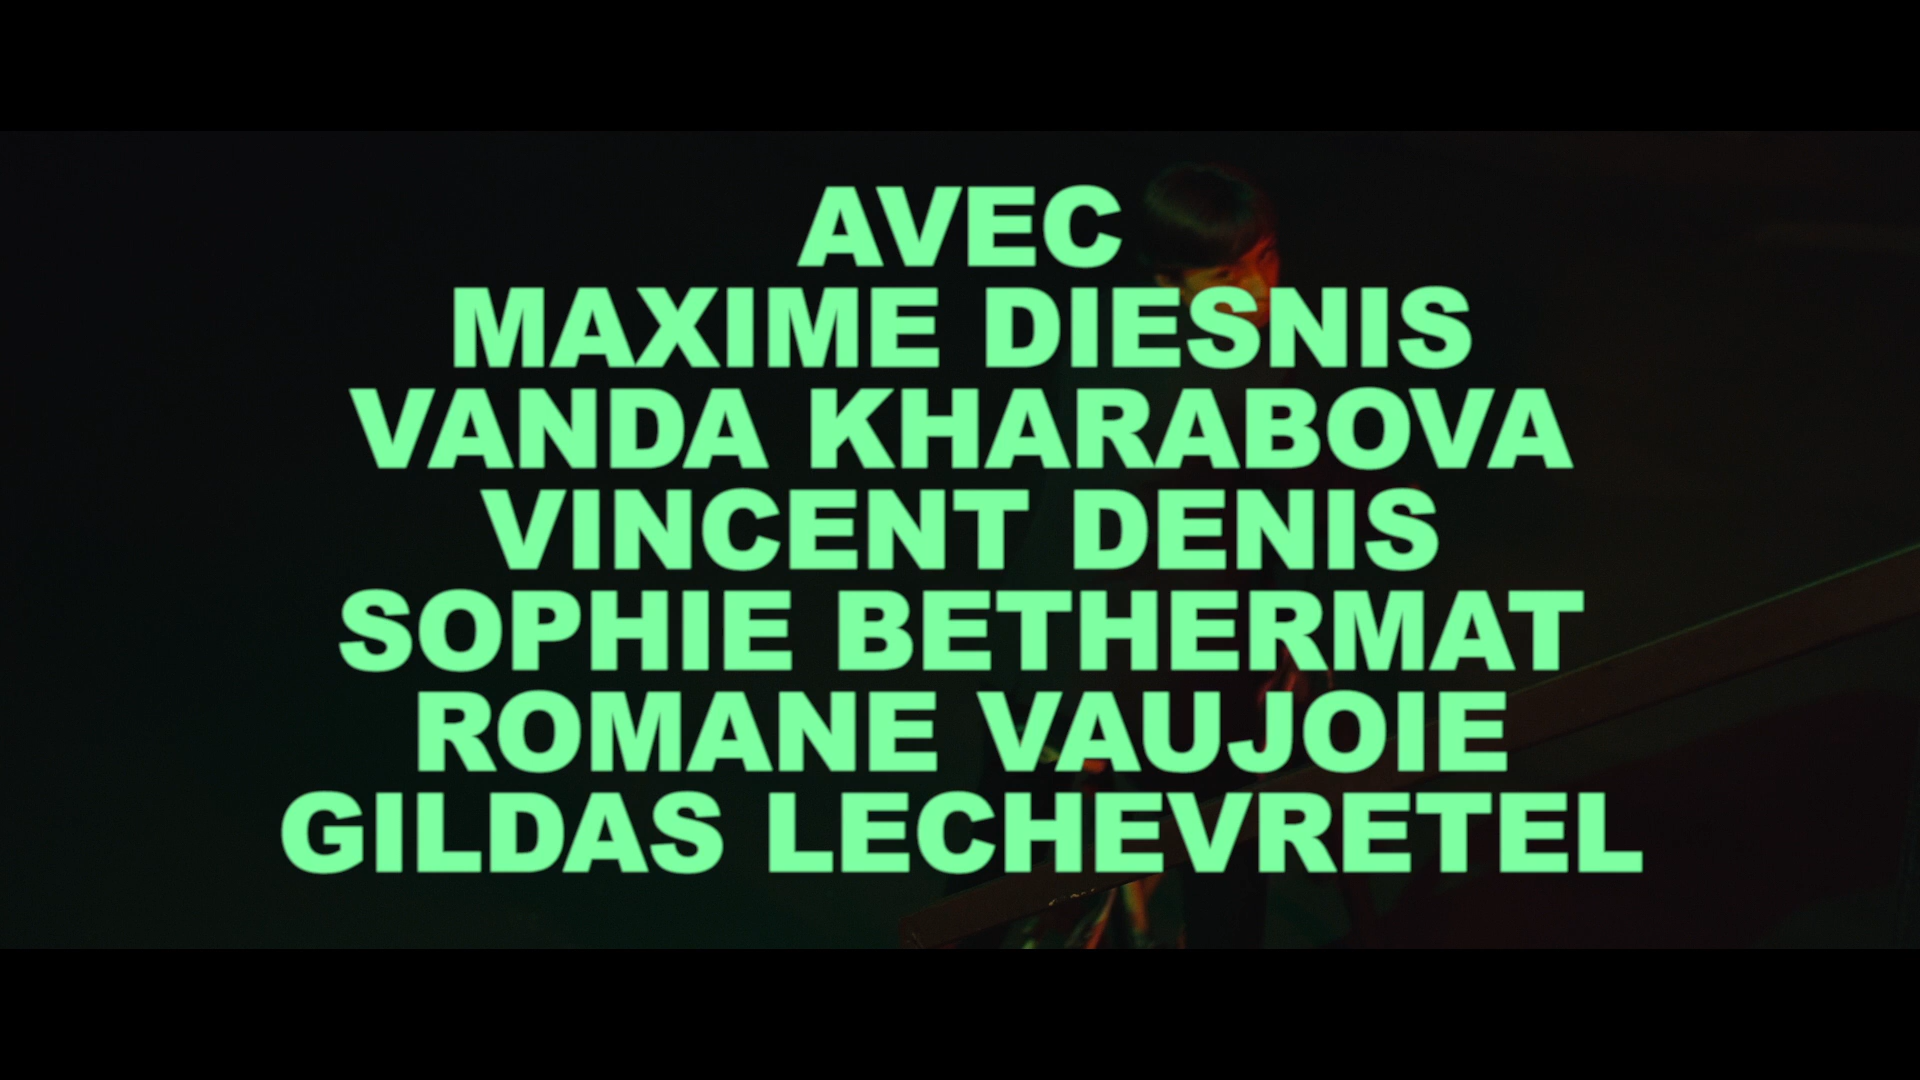 AVEC
MAXIME DIESNIS
VANDA KHARABOVA
VINCENT DENIS
SOPHIE BETHERMAT
ROMANE VAUJOIE
GILDAS LECHEVRETEL